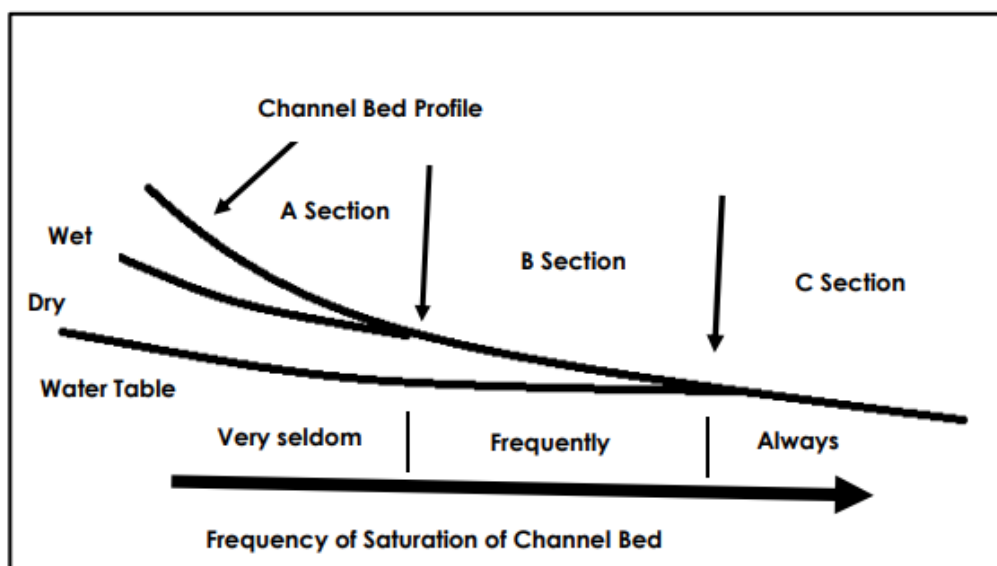 Channel Bed Profile
A Section
Wet
B Section
C Section
Dry
Water Table
Very seldom
Frequently
Always
Frequency of Saturation of Channel Bed